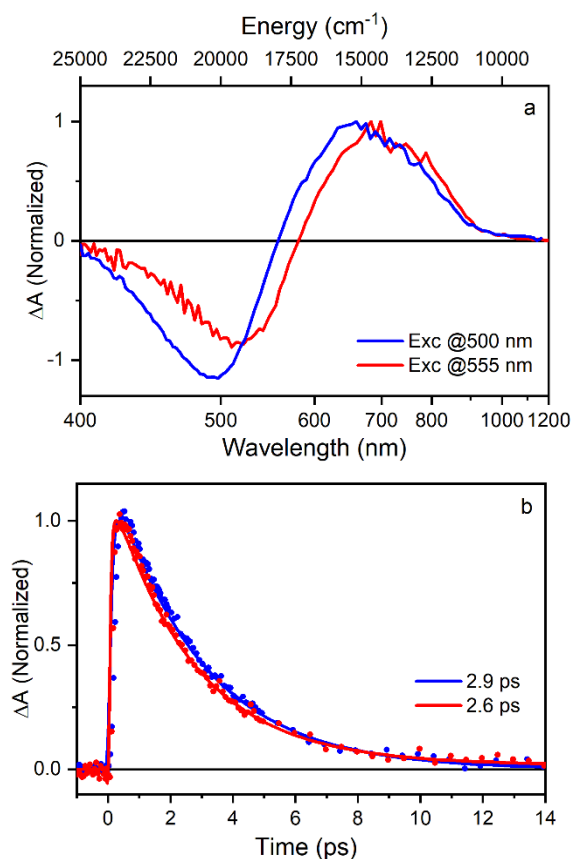 Energy (cm⁻¹)
25000 22500 20000 17500 15000 12500 10000
a
ΔA (Normalized)
1
0
-1
Exc @500 nm
Exc @555 nm
400 500 600 700 800 1000 1200
Wavelength (nm)
b
ΔA (Normalized)
1.0
0.5
0.0
2.9 ps
2.6 ps
0 2 4 6 8 10 12 14
Time (ps)